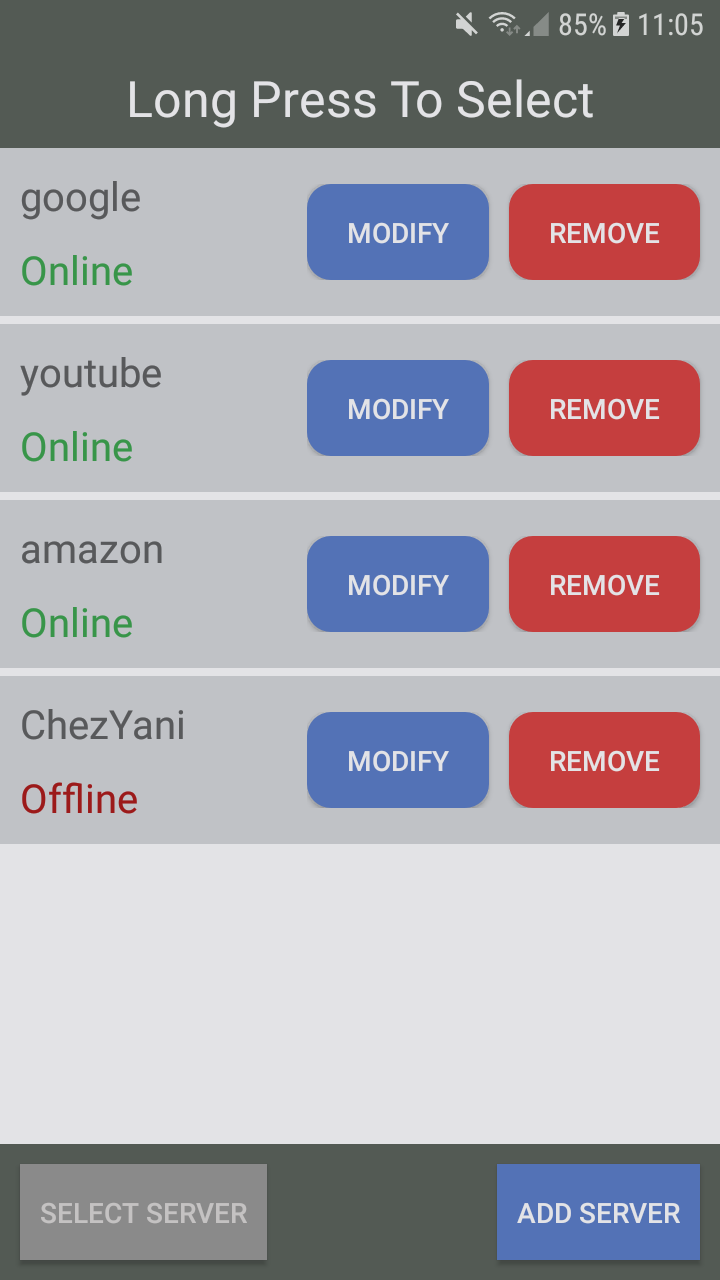 85% 11:05
Long Press To Select
google
Online
MODIFY REMOVE
youtube
Online
MODIFY REMOVE
amazon
Online
MODIFY REMOVE
ChezYani
Offline
MODIFY REMOVE
SELECT SERVER ADD SERVER